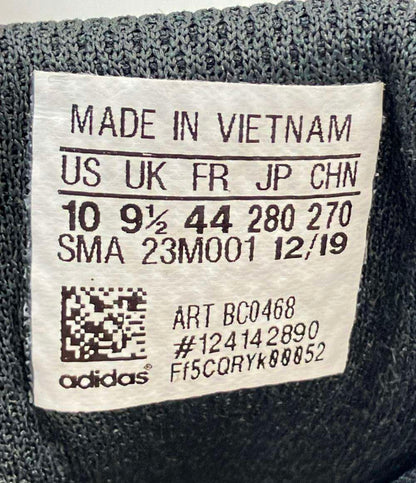 MADE IN VIETNAM
US UK FR JP CHN
10 9½ 44 280 270
SMA 23M001 12/19
ART BC0468
#124142890
Ff5CQRYk00052
adidas